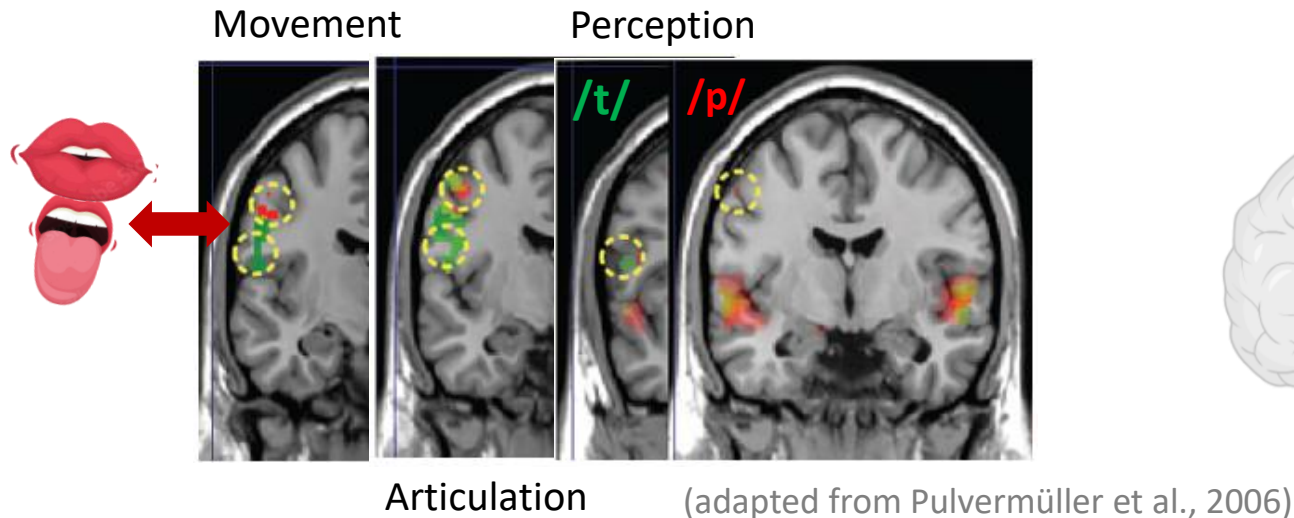 Movement Perception
/t/ /p/
Articulation (adapted from Pulvermüller et al., 2006)